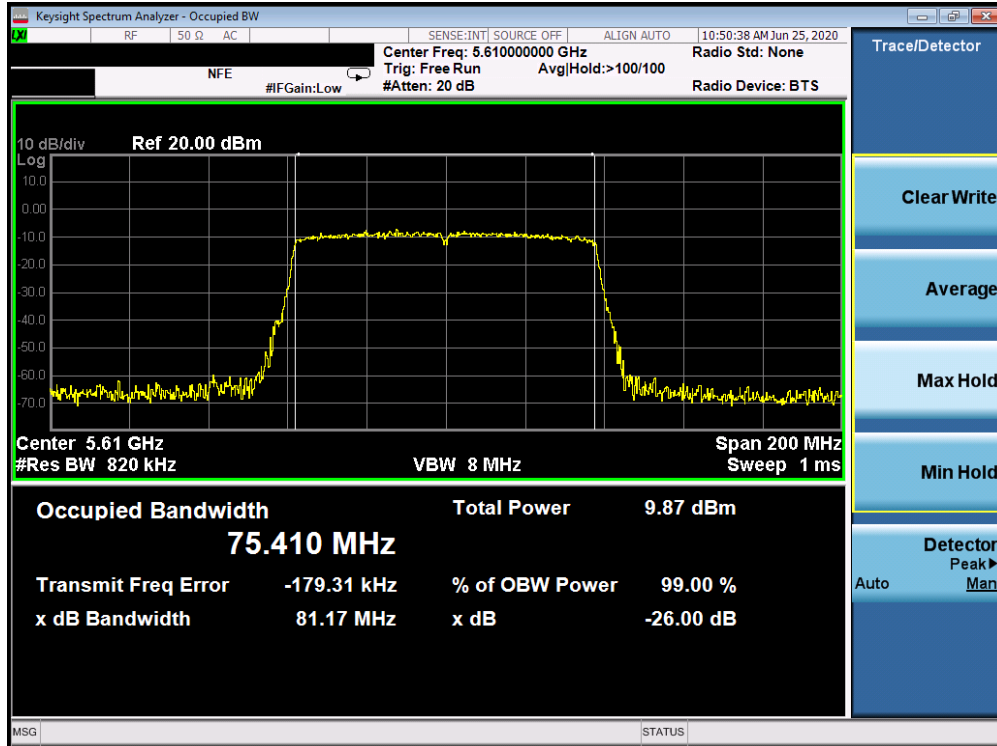 Keysight Spectrum Analyzer - Occupied BW
LXI RF 50 Ω AC SENSE:INT SOURCE OFF ALIGN AUTO 10:50:38 AM Jun 25, 2020
Center Freq: 5.610000000 GHz Radio Std: None
NFE Trig: Free Run Avg|Hold:>100/100
#IFGain:Low #Atten: 20 dB Radio Device: BTS
Trace/Detector
10 dB/div Ref 20.00 dBm
Log
10.0
0.00
-10.0
-20.0
-30.0
-40.0
-50.0
-60.0
-70.0
Center 5.61 GHz Span 200 MHz
#Res BW 820 kHz VBW 8 MHz Sweep 1 ms
Occupied Bandwidth Total Power 9.87 dBm
75.410 MHz
Transmit Freq Error -179.31 kHz % of OBW Power 99.00 %
x dB Bandwidth 81.17 MHz x dB -26.00 dB
Clear Write
Average
Max Hold
Min Hold
Detector
Peak▶
Auto Man
MSG STATUS